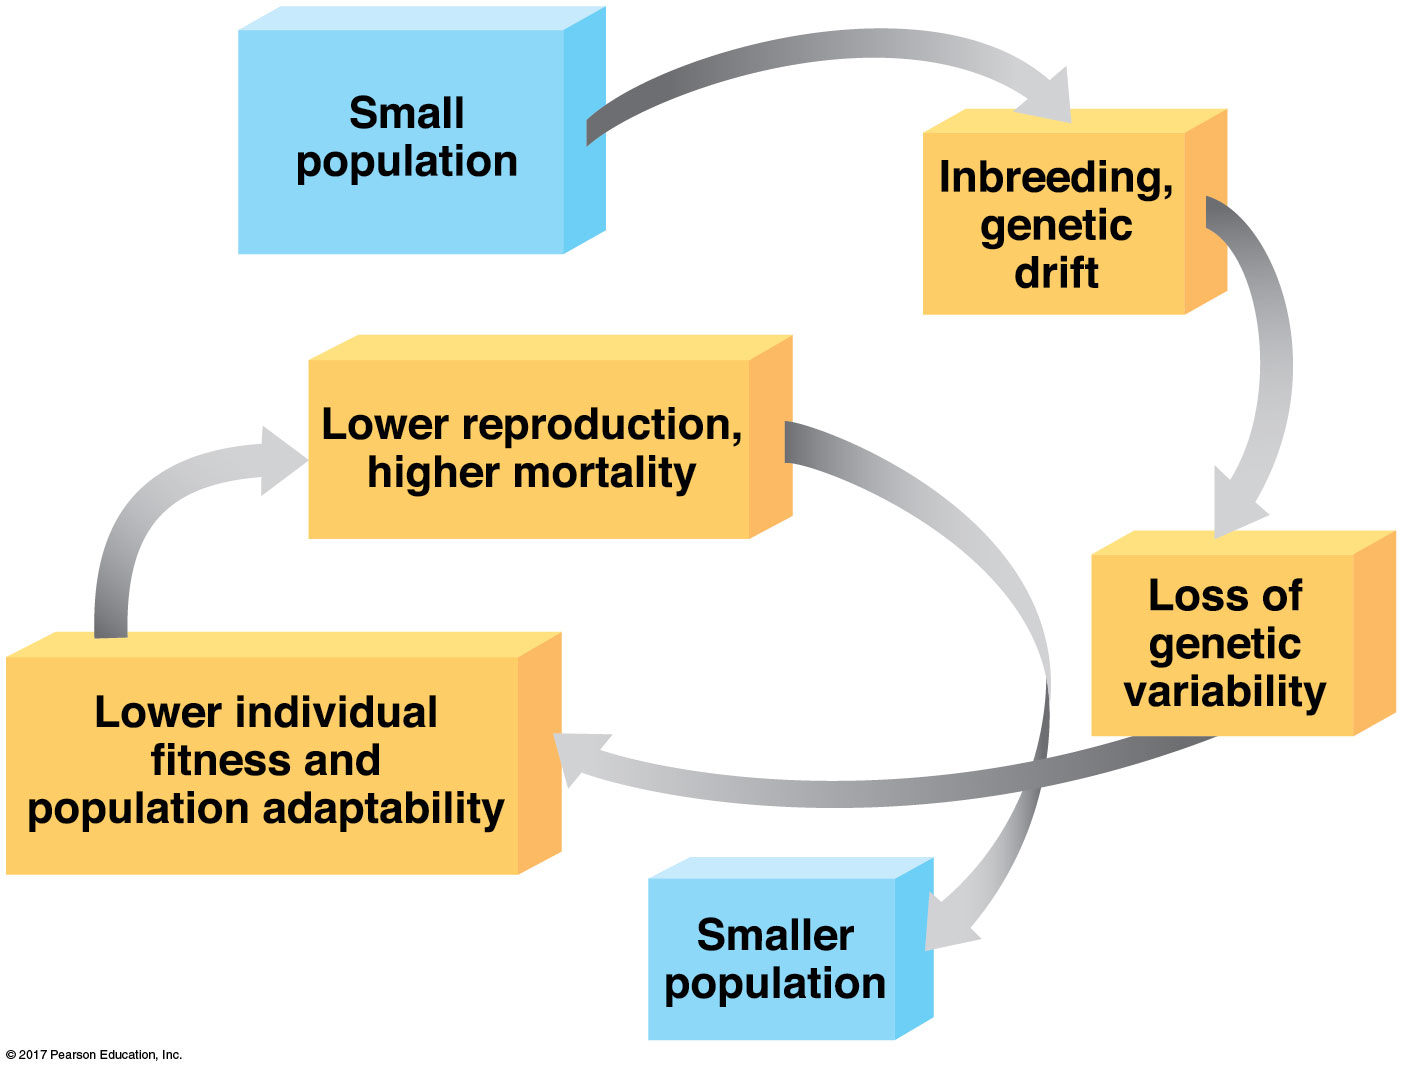 Small
population
Inbreeding,
genetic
drift
Loss of
genetic
variability
Lower individual
fitness and
population adaptability
Lower reproduction,
higher mortality
Smaller
population
© 2017 Pearson Education, Inc.